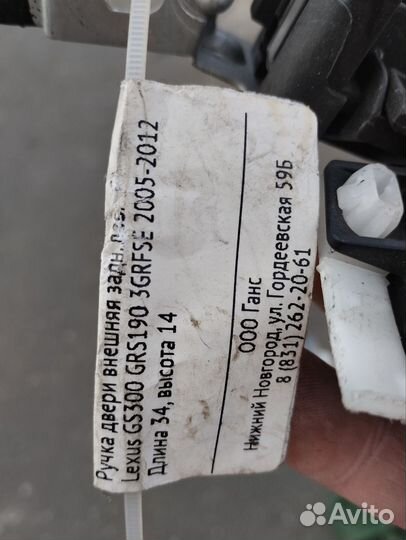 Ручка двери внешняя задн.
Lexus GS300 GRS190 3GRFSE 2005-2012
Длина 34, высота 14
ООО Ганс
Нижний Новгород, ул. Гордеевская 59Б
8 (831) 262-20-61
Avito